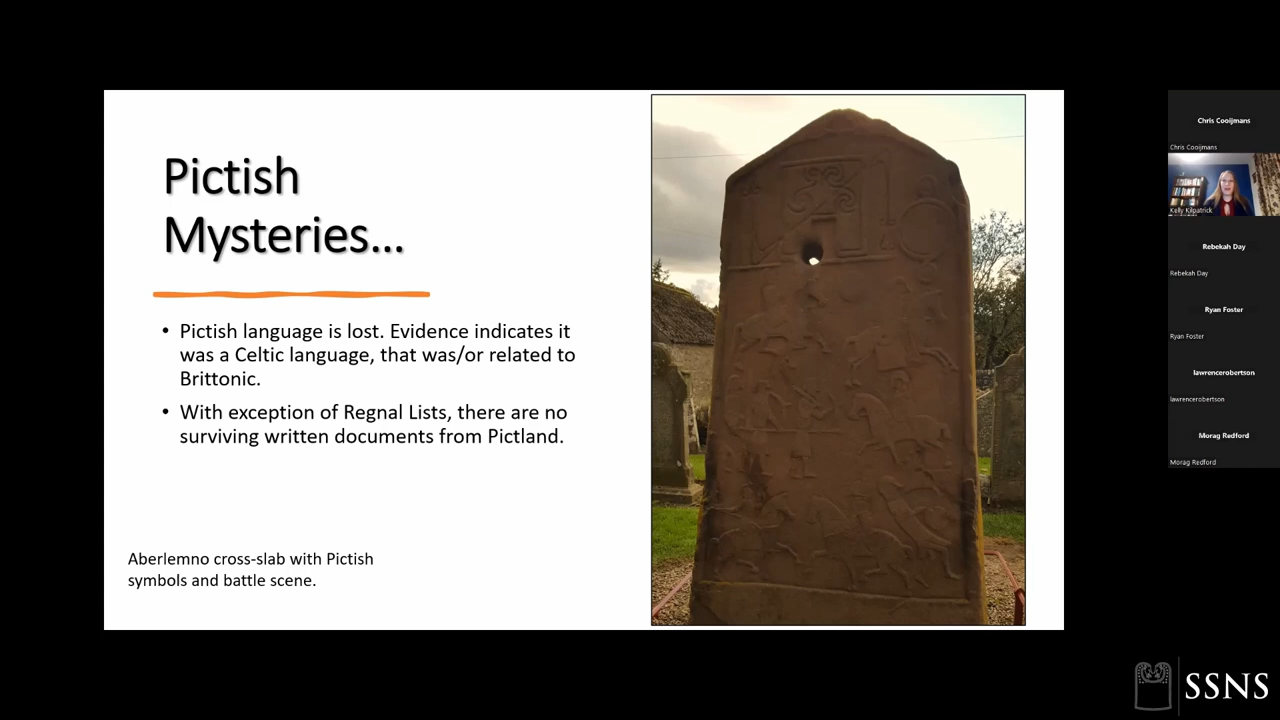 Pictish
Mysteries...
• Pictish language is lost. Evidence indicates it
was a Celtic language, that was/or related to
Brittonic.
• With exception of Regnal Lists, there are no
surviving written documents from Pictland.
Aberlemno cross-slab with Pictish
symbols and battle scene.
Chris Cooijmans
Chris Cooijmans
Kelly Kilpatrick
Rebekah Day
Rebekah Day
Ryan Foster
Ryan Foster
lawrencerobertson
lawrencerobertson
Morag Redford
Morag Redford
SSNS